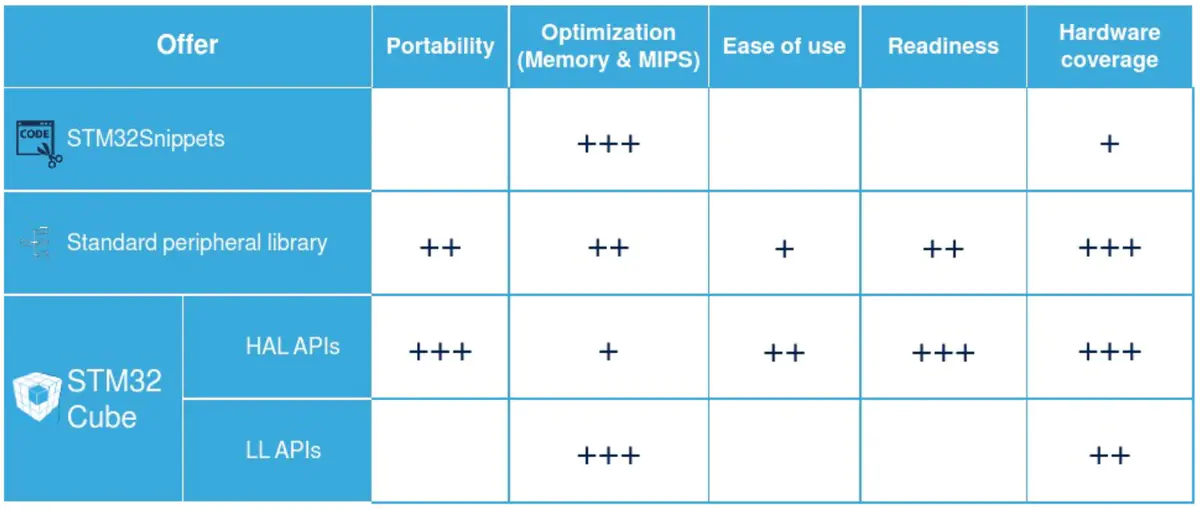 Offer
Portability
Optimization
(Memory & MIPS)
Ease of use
Readiness
Hardware
coverage
CODE
STM32Snippets
+++
+
Standard peripheral library
++
++
+
++
+++
STM32
Cube
HAL APIs
+++
+
++
+++
+++
LL APIs
+++
++